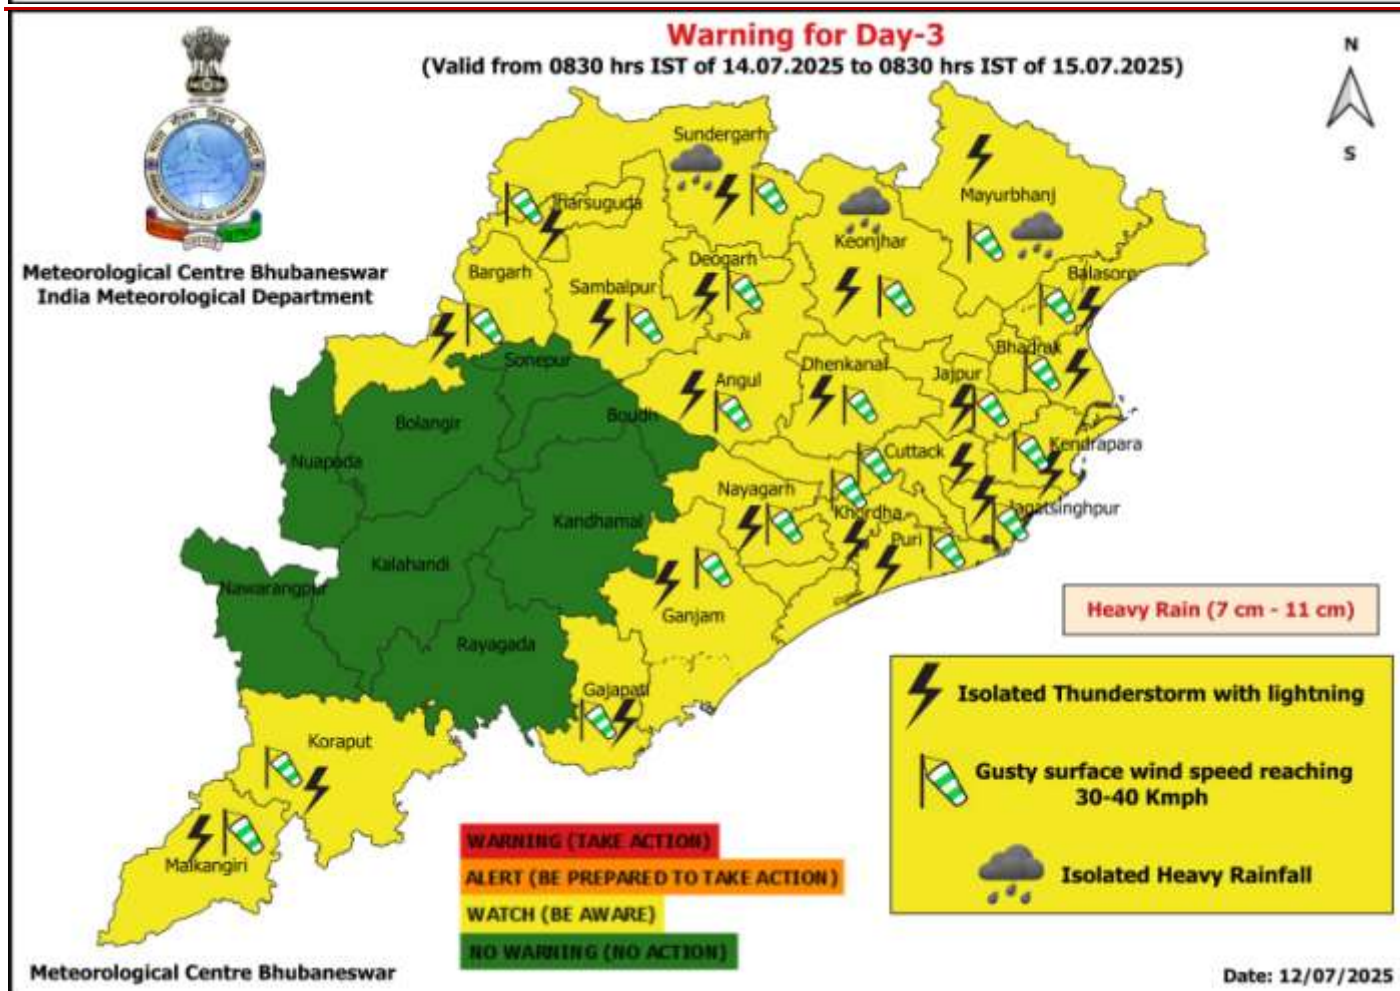 Warning for Day-3
(Valid from 0830 hrs IST of 14.07.2025 to 0830 hrs IST of 15.07.2025)
N
S
Meteorological Centre Bhubaneswar
India Meteorological Department
Sundergarh
Jharsuguda
Mayurbhanj
Keonjhar
Bargarh
Deogarh
Sambalpur
Balasore
Sonepur
Bhadrak
Dhenkanal
Jajpur
Angul
Boudh
Bolangir
Nuapada
Cuttack
Kendrapara
Nayagarh
Khordha
Jagatsinghpur
Kandhamal
Puri
Kalahandi
Nawarangpur
Ganjam
Rayagada
Gajapati
Koraput
Malkangiri
Heavy Rain (7 cm - 11 cm)
Isolated Thunderstorm with lightning
Gusty surface wind speed reaching
30-40 Kmph
Isolated Heavy Rainfall
WARNING (TAKE ACTION)
ALERT (BE PREPARED TO TAKE ACTION)
WATCH (BE AWARE)
NO WARNING (NO ACTION)
Meteorological Centre Bhubaneswar
Date: 12/07/2025